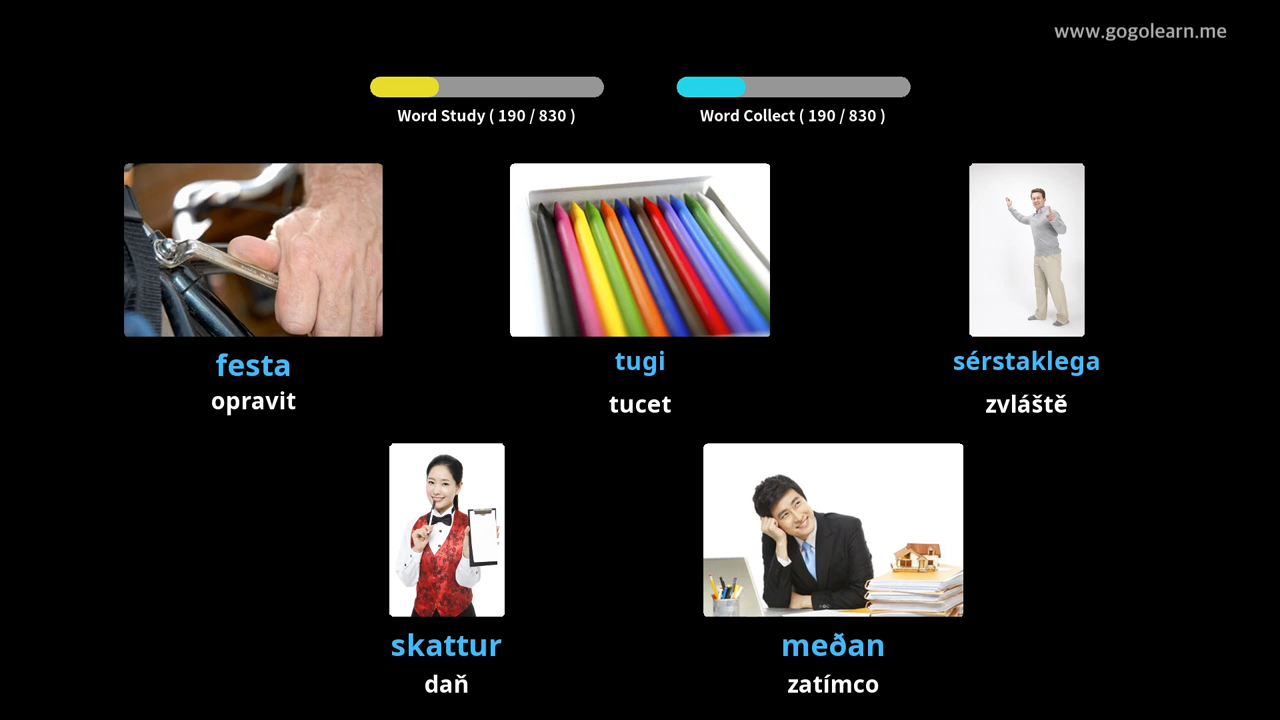 www.gogolearn.me
Word Study ( 190 / 830 )
Word Collect ( 190 / 830 )
festa
opravit
tugi
tucet
sérstaklega
zvláště
skattur
daň
meðan
zatímco